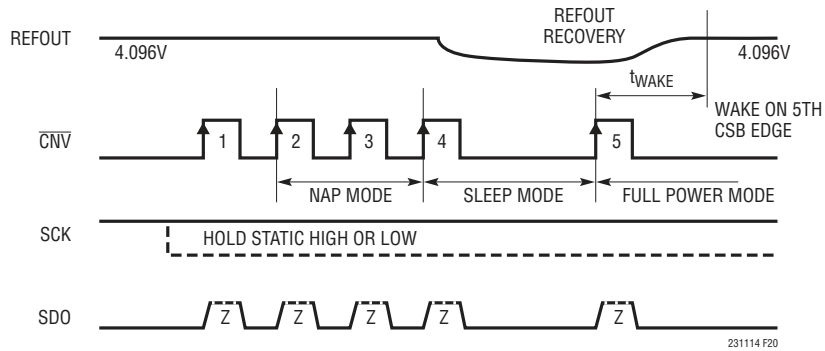 REFOUT
RECOVERY
REFOUT
4.096V
4.096V
tWAKE
WAKE ON 5TH
CSB EDGE
CNV
1
2
3
4
5
NAP MODE
SLEEP MODE
FULL POWER MODE
SCK
HOLD STATIC HIGH OR LOW
SDO
Z
Z
Z
Z
Z
231114 F20